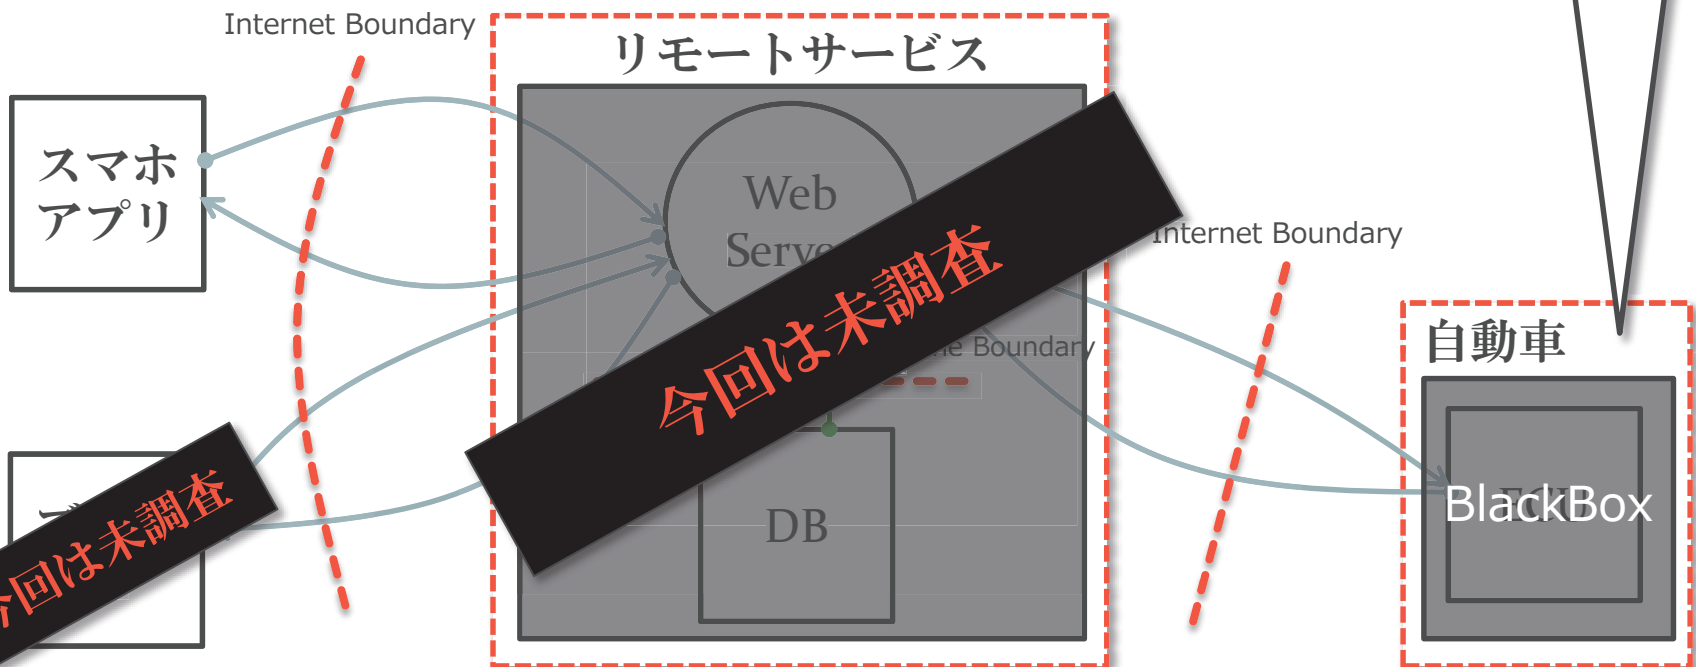 Internet Boundary
リモートサービス
スマホ
アプリ
Web
Internet Boundary
今回は未調査
Boundary
自動車
BlackBox
DB
今回は未調査